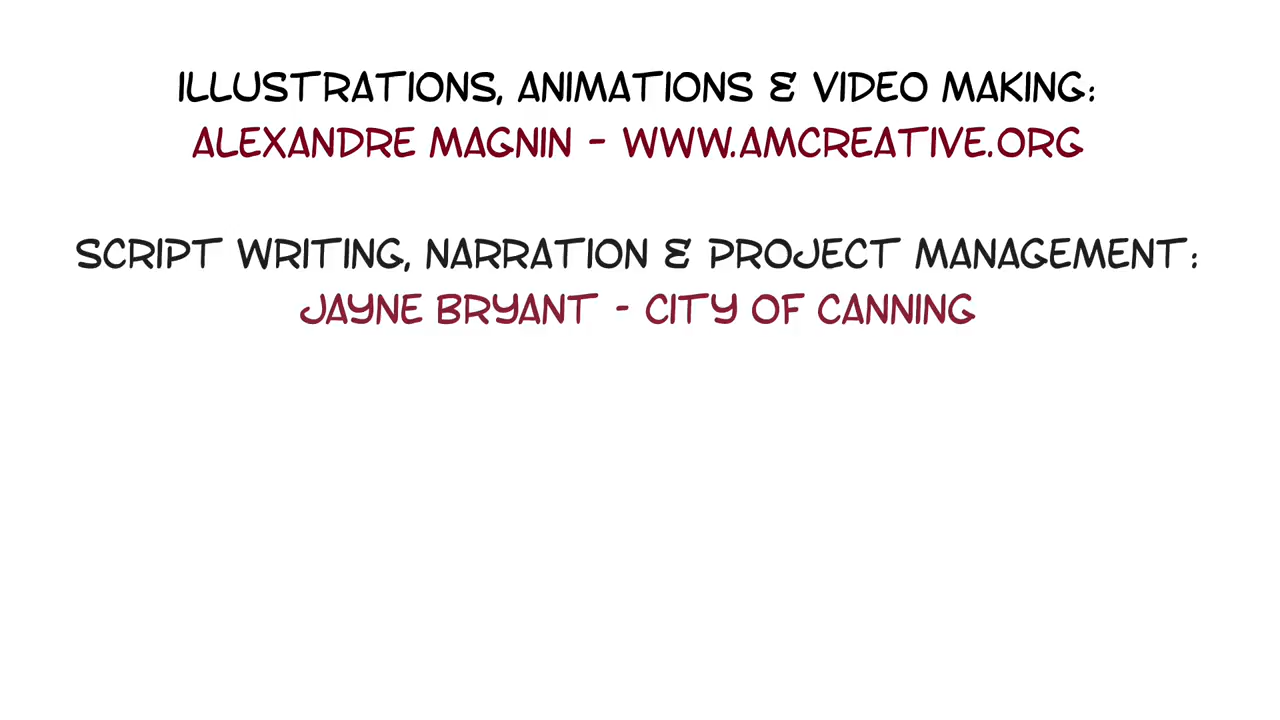 ILLUSTRATIONS, ANIMATIONS & VIDEO MAKING:
ALEXANDRE MAGNIN - WWW.AMCREATIVE.ORG
SCRIPT WRITING, NARRATION & PROJECT MANAGEMENT:
JAYNE BRYANT - CITY OF CANNING